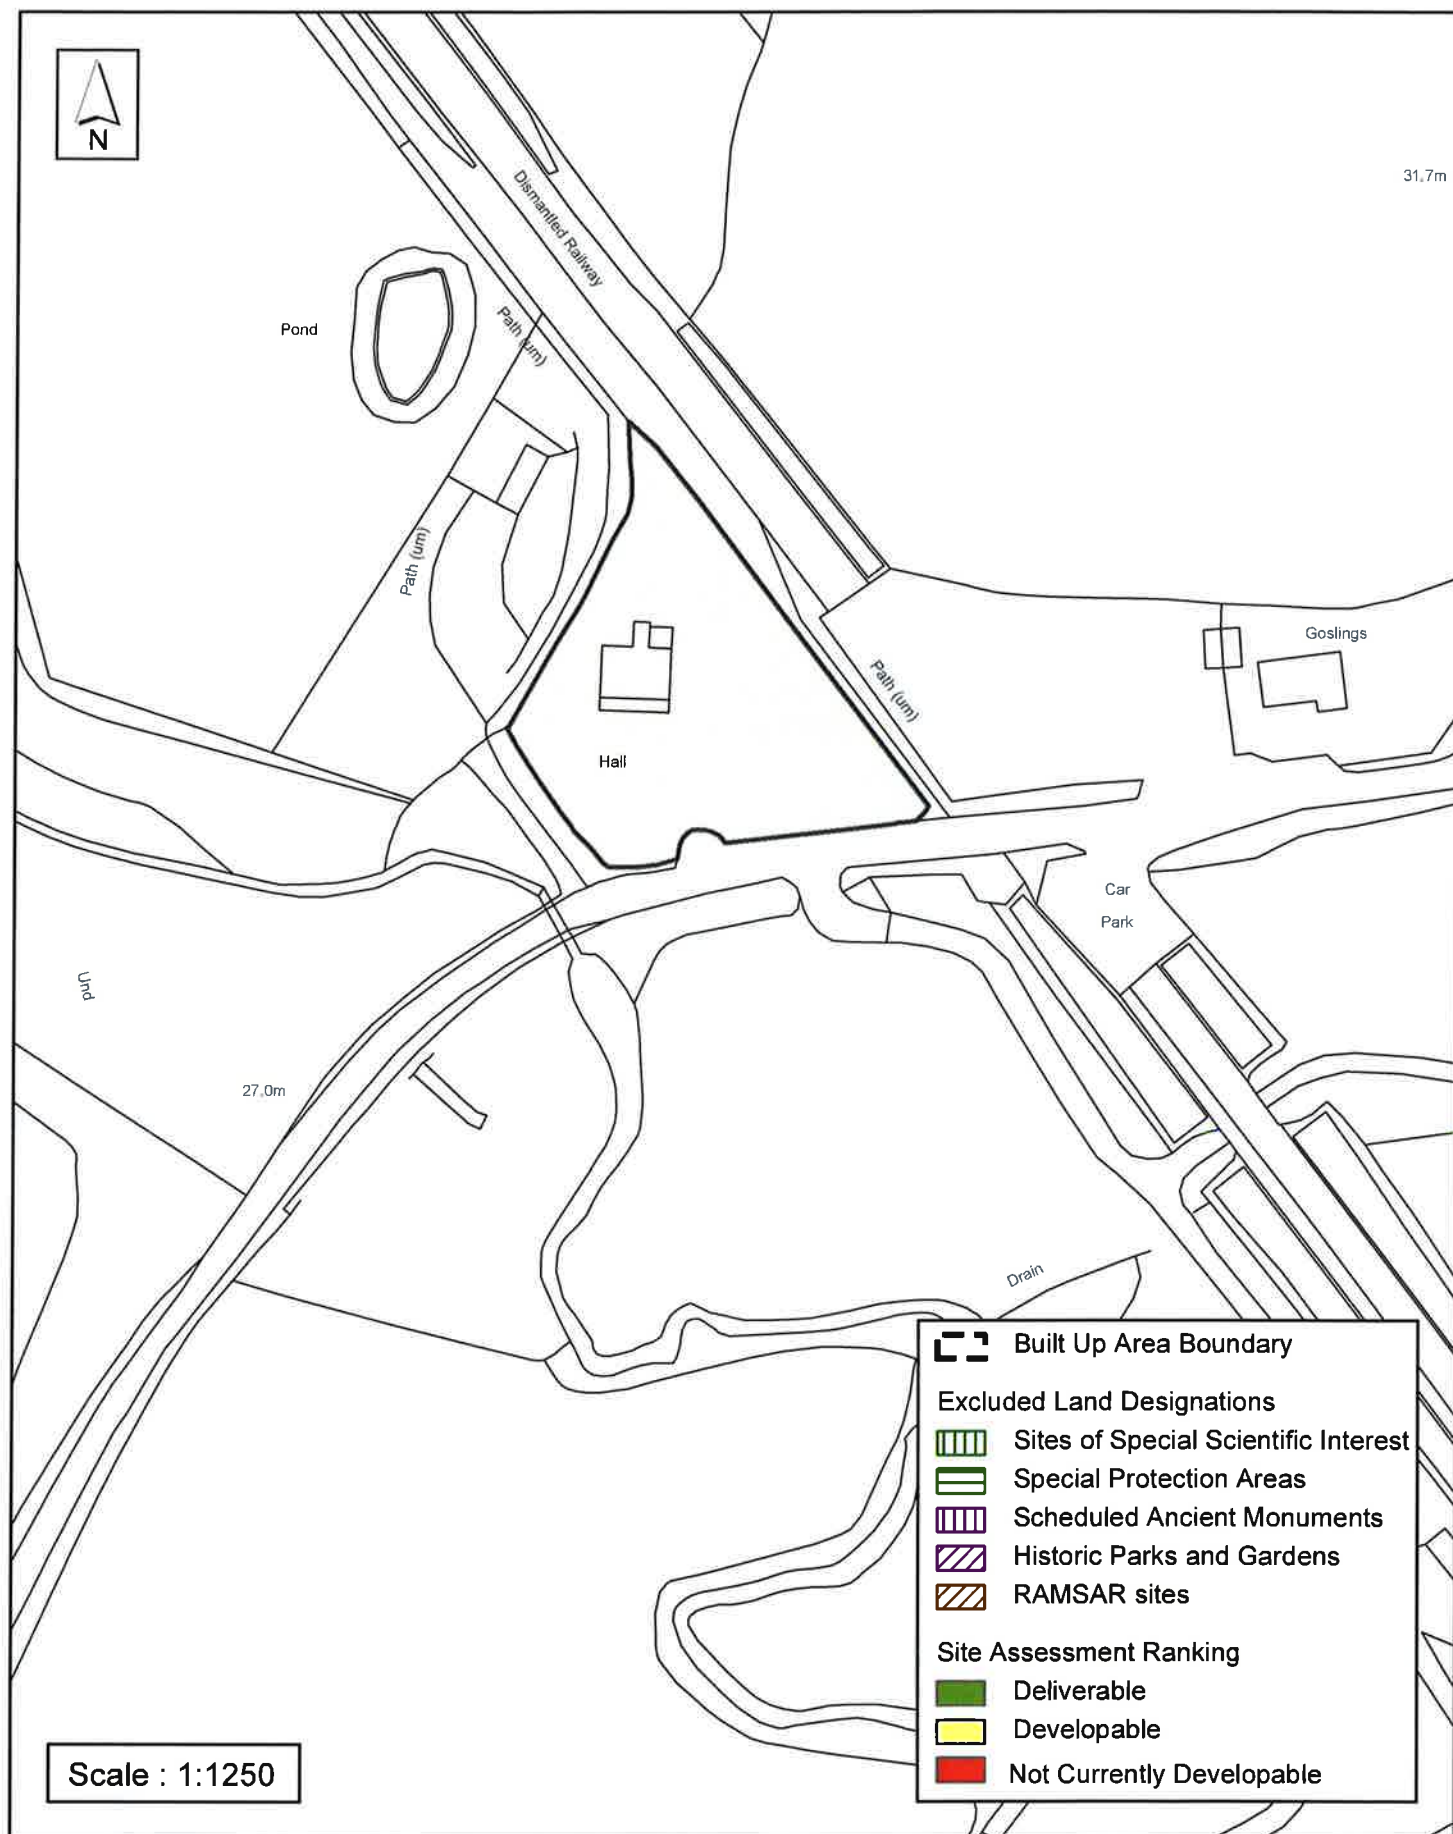 N
31.7m
Dismantled Railway
Pond
Path (um)
Path (um)
Goslings
Path (um)
Hall
Car
Park
Und
27.0m
Drain
Built Up Area Boundary
Excluded Land Designations
Sites of Special Scientific Interest
Special Protection Areas
Scheduled Ancient Monuments
Historic Parks and Gardens
RAMSAR sites
Site Assessment Ranking
Deliverable
Developable
Not Currently Developable
Scale : 1:1250